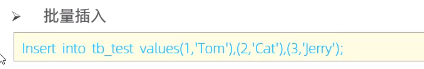 ➢ 批量插入
Insert into tb_test values(1,'Tom'),(2,'Cat'),(3,'Jerry');